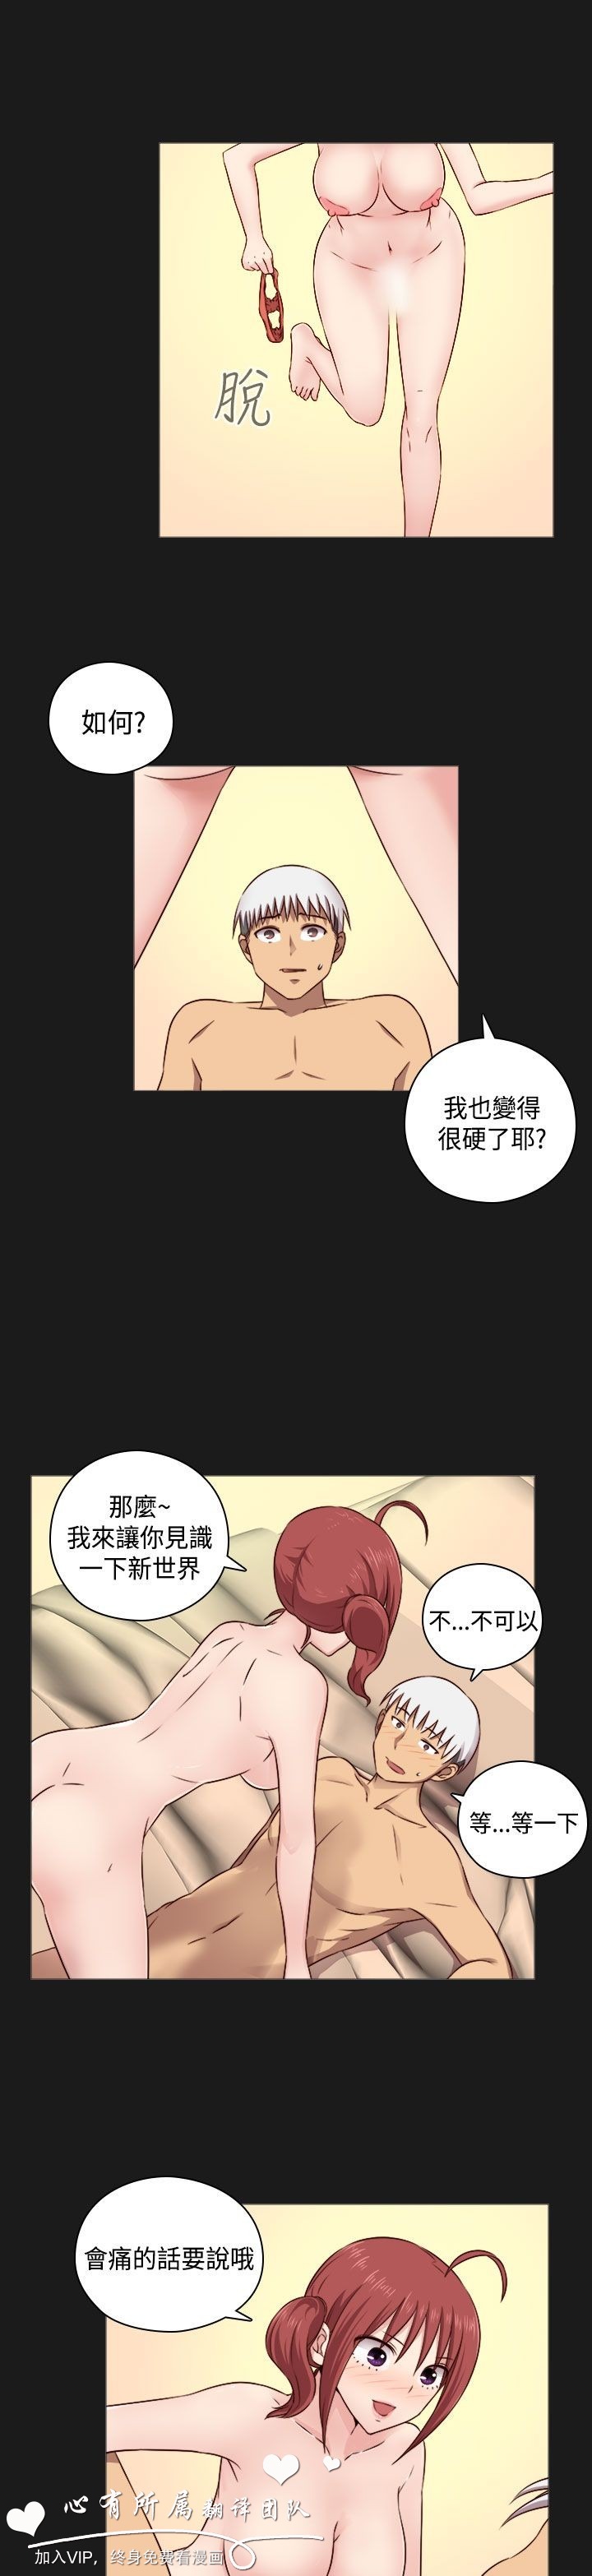 脫
如何?
我也變得
很硬了耶?
那麼~
我來讓你見識
一下新世界
不...不可以
等...等一下
會痛的話要說哦
心有所属翻译团队
加入VIP，终身免费看漫画